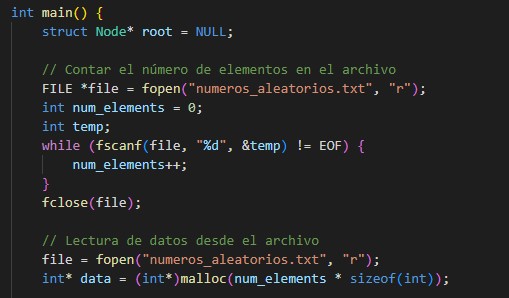 int main() {
    struct Node* root = NULL;

    // Contar el número de elementos en el archivo
    FILE *file = fopen("numeros_aleatorios.txt", "r");
    int num_elements = 0;
    int temp;
    while (fscanf(file, "%d", &temp) != EOF) {
        num_elements++;
    }
    fclose(file);

    // Lectura de datos desde el archivo
    file = fopen("numeros_aleatorios.txt", "r");
    int* data = (int*)malloc(num_elements * sizeof(int));